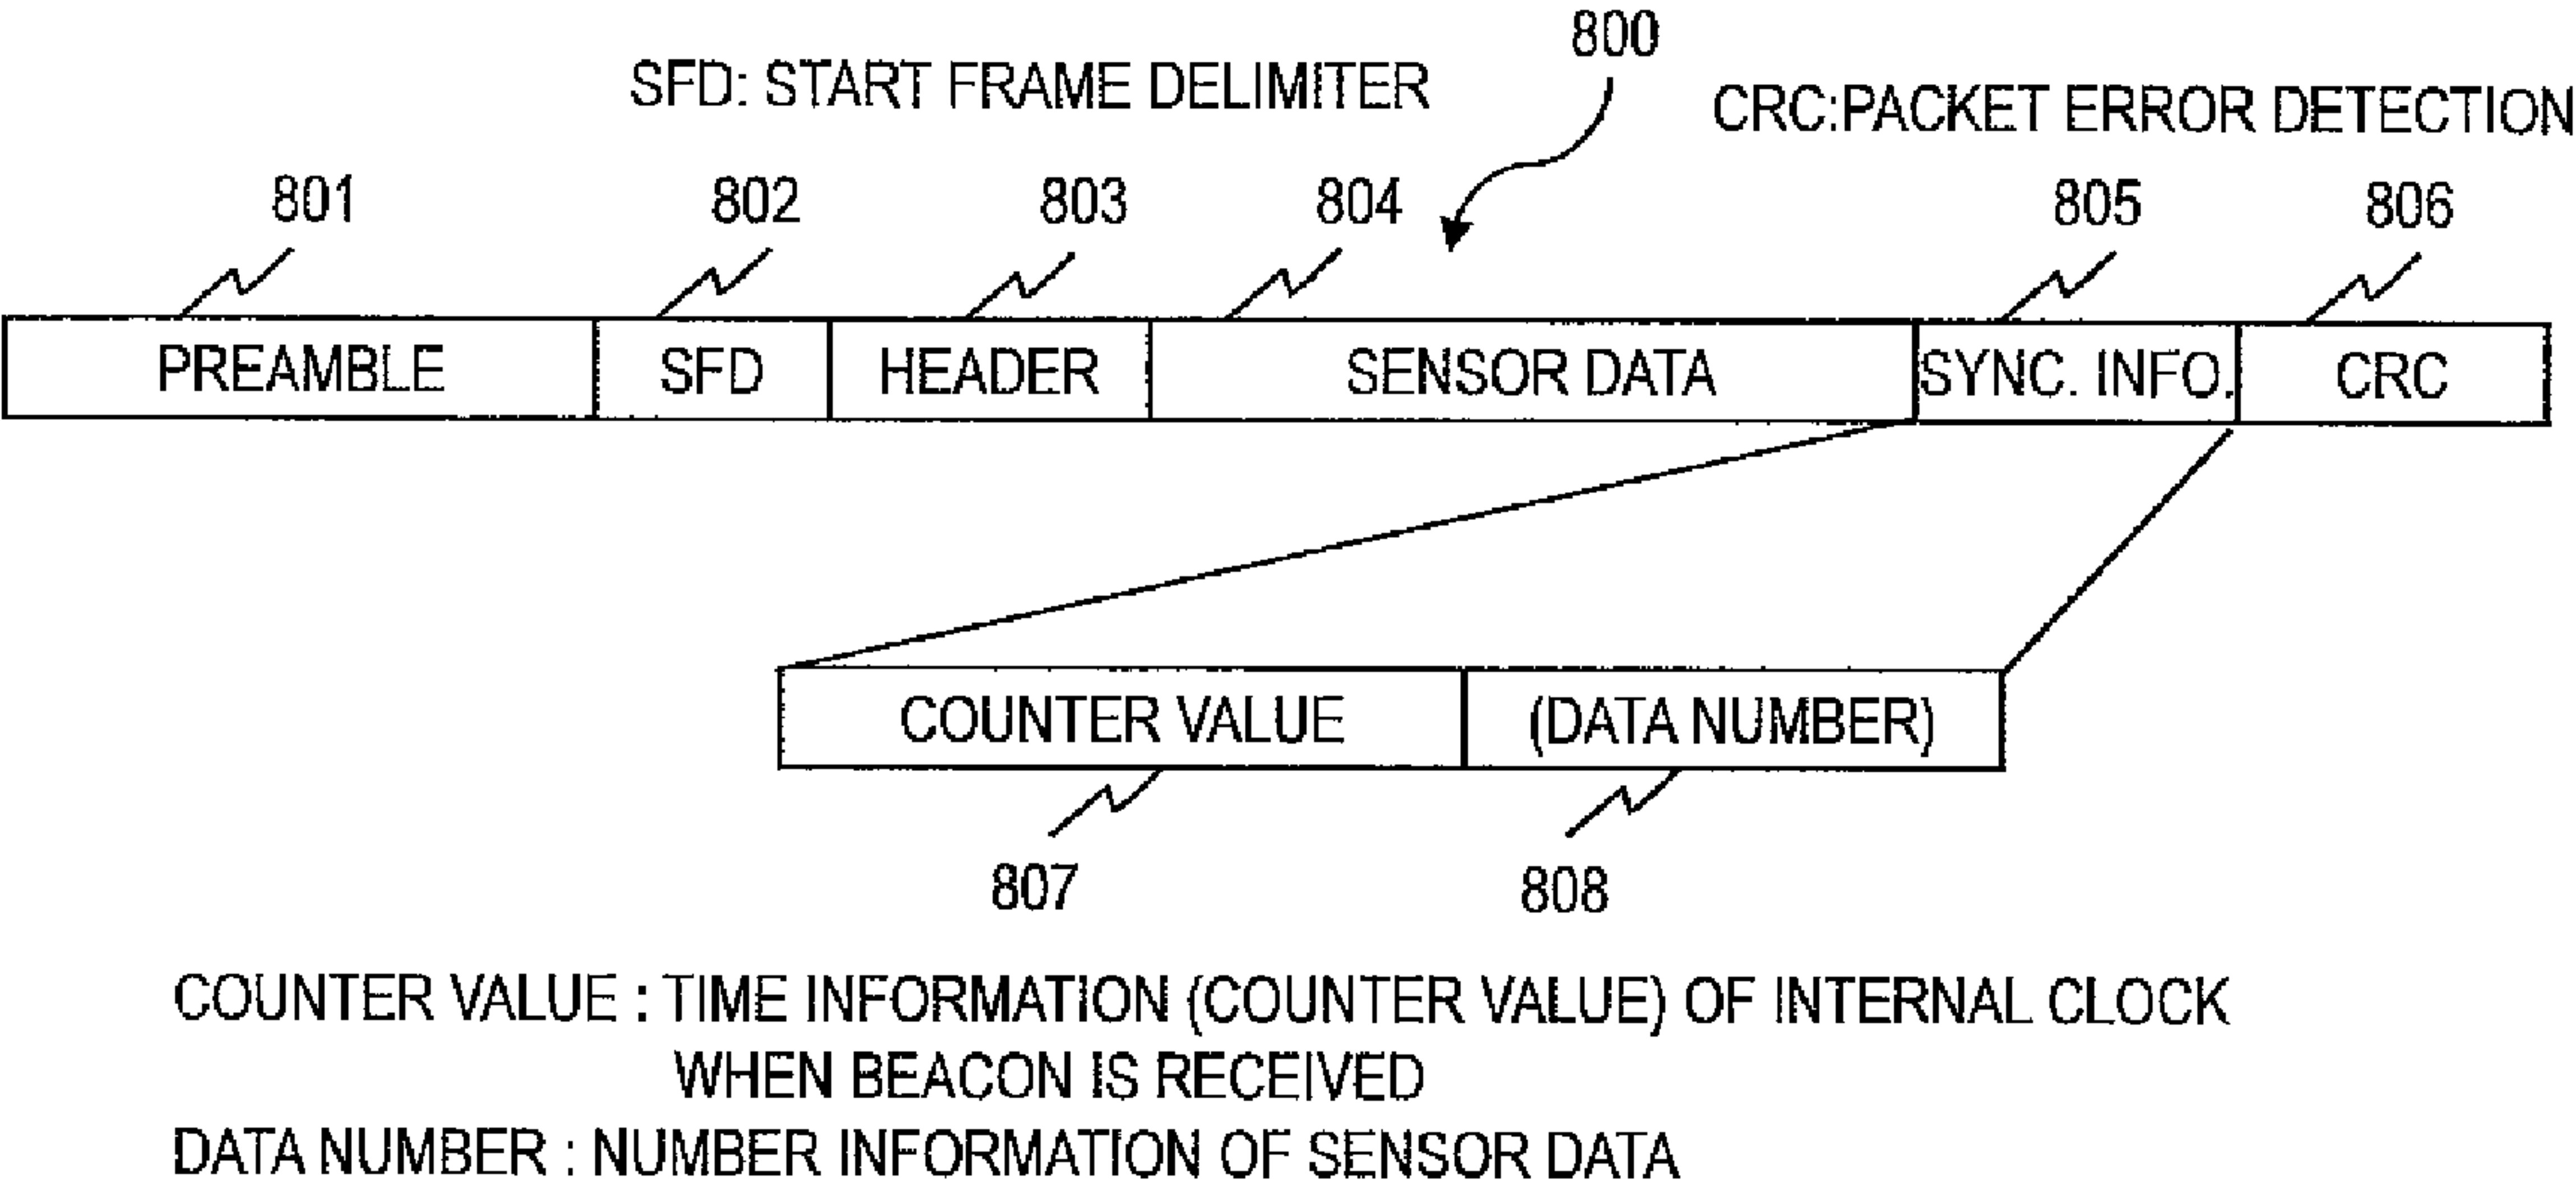 800
SFD: START FRAME DELIMITER
CRC:PACKET ERROR DETECTION
801 802 803 804 805 806
PREAMBLE SFD HEADER SENSOR DATA SYNC. INFO. CRC
COUNTER VALUE (DATA NUMBER)
807 808
COUNTER VALUE : TIME INFORMATION (COUNTER VALUE) OF INTERNAL CLOCK
WHEN BEACON IS RECEIVED
DATA NUMBER : NUMBER INFORMATION OF SENSOR DATA